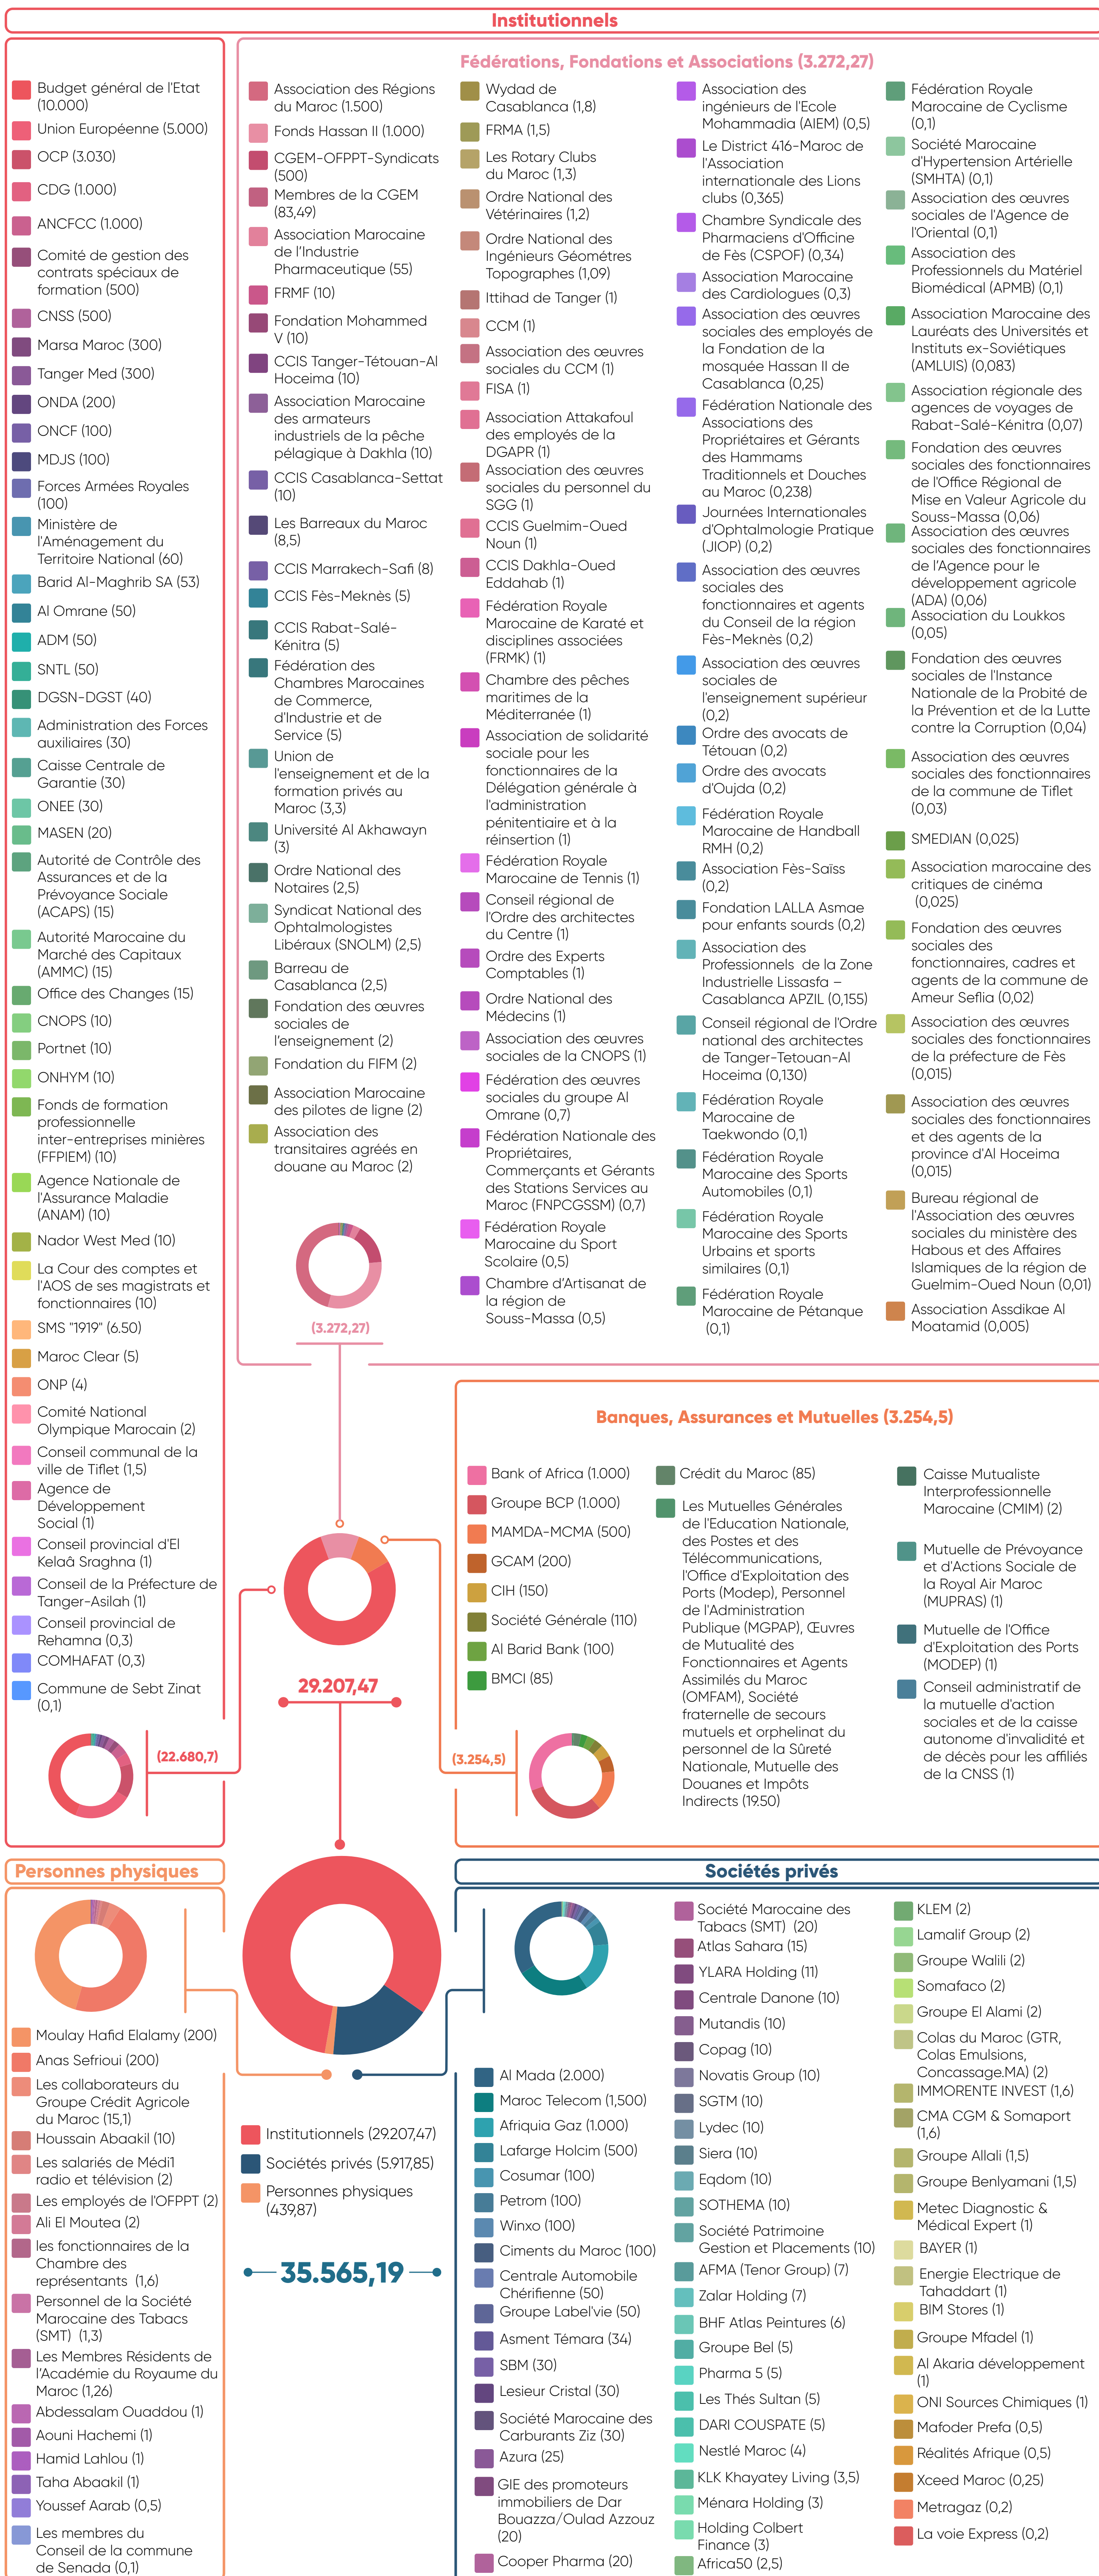 Institutionnels
Budget général de l'Etat
(10.000)
Union Européenne (5.000)
OCP (3.030)
CDG (1.000)
ANCFCC (1.000)
Comité de gestion des
contrats spéciaux de
formation (500)
CNSS (500)
Marsa Maroc (300)
Tanger Med (300)
ONDA (200)
ONCF (100)
MDJS (100)
Forces Armées Royales
(100)
Ministère de
l'Aménagement du
Territoire National (60)
Barid Al-Maghrib SA (53)
Al Omrane (50)
ADM (50)
SNTL (50)
DGSN-DGST (40)
Administration des Forces
auxiliaires (30)
Caisse Centrale de
Garantie (30)
ONEE (30)
MASEN (20)
Autorité de Contrôle des
Assurances et de la
Prévoyance Sociale
(ACAPS) (15)
Autorité Marocaine du
Marché des Capitaux
(AMMC) (15)
Office des Changes (15)
CNOPS (10)
Portnet (10)
ONHYM (10)
Fonds de formation
professionnelle
inter-entreprises minières
(FFPIEM) (10)
Agence Nationale de
l'Assurance Maladie
(ANAM) (10)
Nador West Med (10)
La Cour des comptes et
l'AOS de ses magistrats et
fonctionnaires (10)
SMS "1919" (6.50)
Maroc Clear (5)
ONP (4)
Comité National
Olympique Marocain (2)
Conseil communal de la
ville de Tiflet (1,5)
Agence de
Développement
Social (1)
Conseil provincial d'El
Kelaâ Sraghna (1)
Conseil de la Préfecture de
Tanger-Asilah (1)
Conseil provincial de
Rehamna (0,3)
COMHAFAT (0,3)
Commune de Sebt Zinat
(0,1)
(22.680,7)
Fédérations, Fondations et Associations (3.272,27)
Association des Régions
du Maroc (1.500)
Fonds Hassan II (1.000)
CGEM-OFPPT-Syndicats
(500)
Membres de la CGEM
(83,49)
Association Marocaine
de l'Industrie
Pharmaceutique (55)
FRMF (10)
Fondation Mohammed
V (10)
CCIS Tanger-Tétouan-Al
Hoceima (10)
Association Marocaine
des armateurs
industriels de la pêche
pélagique à Dakhla (10)
CCIS Casablanca-Settat
(10)
Les Barreaux du Maroc
(8,5)
CCIS Marrakech-Safi (8)
CCIS Fès-Meknès (5)
CCIS Rabat-Salé-
Kénitra (5)
Fédération des
Chambres Marocaines
de Commerce,
d'Industrie et de
Service (5)
Union de
l'enseignement et de la
formation privés au
Maroc (3,3)
Université Al Akhawayn
(3)
Ordre National des
Notaires (2,5)
Syndicat National des
Ophtalmologistes
Libéraux (SNOLM) (2,5)
Barreau de
Casablanca (2,5)
Fondation des œuvres
sociales de
l'enseignement (2)
Fondation du FIFM (2)
Association Marocaine
des pilotes de ligne (2)
Association des
transitaires agréés en
douane au Maroc (2)
(3.272,27)
Wydad de
Casablanca (1,8)
FRMA (1,5)
Les Rotary Clubs
du Maroc (1,3)
Ordre National des
Vétérinaires (1,2)
Ordre National des
Ingénieurs Géométres
Topographes (1,09)
Ittihad de Tanger (1)
CCM (1)
Association des œuvres
sociales du CCM (1)
FISA (1)
Association Attakafoul
des employés de la
DGAPR (1)
Association des œuvres
sociales du personnel du
SGG (1)
CCIS Guelmim-Oued
Noun (1)
CCIS Dakhla-Oued
Eddahab (1)
Fédération Royale
Marocaine de Karaté et
disciplines associées
(FRMK) (1)
Chambre des pêches
maritimes de la
Méditerranée (1)
Association de solidarité
sociale pour les
fonctionnaires de la
Délégation générale à
l'administration
pénitentiaire et à la
réinsertion (1)
Fédération Royale
Marocaine de Tennis (1)
Conseil régional de
l'Ordre des architectes
du Centre (1)
Ordre des Experts
Comptables (1)
Ordre National des
Médecins (1)
Association des œuvres
sociales de la CNOPS (1)
Fédération des œuvres
sociales du groupe Al
Omrane (0,7)
Fédération Nationale des
Propriétaires,
Commerçants et Gérants
des Stations Services au
Maroc (FNPCGSSM) (0,7)
Fédération Royale
Marocaine du Sport
Scolaire (0,5)
Chambre d'Artisanat de
la région de
Souss-Massa (0,5)
Association des
ingénieurs de l'Ecole
Mohammadia (AIEM) (0,5)
Le District 416-Maroc de
l'Association
internationale des Lions
clubs (0,365)
Chambre Syndicale des
Pharmaciens d'Officine
de Fès (CSPOF) (0,34)
Association Marocaine
des Cardiologues (0,3)
Association des œuvres
sociales des employés de
la Fondation de la
mosquée Hassan II de
Casablanca (0,25)
Fédération Nationale des
Associations des
Propriétaires et Gérants
des Hammams
Traditionnels et Douches
au Maroc (0,238)
Journées Internationales
d'Ophtalmologie Pratique
(JIOP) (0,2)
Association des œuvres
sociales des
fonctionnaires et agents
du Conseil de la région
Fès-Meknès (0,2)
Association des œuvres
sociales de
l'enseignement supérieur
(0,2)
Ordre des avocats de
Tétouan (0,2)
Ordre des avocats
d'Oujda (0,2)
Fédération Royale
Marocaine de Handball
RMH (0,2)
Association Fès-Saïss
(0,2)
Fondation LALLA Asmae
pour enfants sourds (0,2)
Association des
Professionnels de la Zone
Industrielle Lissasfa –
Casablanca APZIL (0,155)
Conseil régional de l'Ordre
national des architectes
de Tanger-Tetouan-Al
Hoceima (0,130)
Fédération Royale
Marocaine de
Taekwondo (0,1)
Fédération Royale
Marocaine des Sports
Automobiles (0,1)
Fédération Royale
Marocaine des Sports
Urbains et sports
similaires (0,1)
Fédération Royale
Marocaine de Pétanque
(0,1)
Fédération Royale
Marocaine de Cyclisme
(0,1)
Société Marocaine
d'Hypertension Artérielle
(SMHTA) (0,1)
Association des œuvres
sociales de l'Agence de
l'Oriental (0,1)
Association des
Professionnels du Matériel
Biomédical (APMB) (0,1)
Association Marocaine des
Lauréats des Universités et
Instituts ex-Soviétiques
(AMLUIS) (0,083)
Association régionale des
agences de voyages de
Rabat-Salé-Kénitra (0,07)
Fondation des œuvres
sociales des fonctionnaires
de l'Office Régional de
Mise en Valeur Agricole du
Souss-Massa (0,06)
Association des œuvres
sociales des fonctionnaires
de l'Agence pour le
développement agricole
(ADA) (0,06)
Association du Loukkos
(0,05)
Fondation des œuvres
sociales de l'Instance
Nationale de la Probité de
la Prévention et de la Lutte
contre la Corruption (0,04)
Association des œuvres
sociales des fonctionnaires
de la commune de Tiflet
(0,03)
SMEDIAN (0,025)
Association marocaine des
critiques de cinéma
(0,025)
Fondation des œuvres
sociales des
fonctionnaires, cadres et
agents de la commune de
Ameur Seflia (0,02)
Association des œuvres
sociales des fonctionnaires
de la préfecture de Fès
(0,015)
Association des œuvres
sociales des fonctionnaires
et des agents de la
province d'Al Hoceima
(0,015)
Bureau régional de
l'Association des œuvres
sociales du ministère des
Habous et des Affaires
Islamiques de la région de
Guelmim-Oued Noun (0,01)
Association Assdikae Al
Moatamid (0,005)
29.207,47
Banques, Assurances et Mutuelles (3.254,5)
Bank of Africa (1.000)
Groupe BCP (1.000)
MAMDA-MCMA (500)
GCAM (200)
CIH (150)
Société Générale (110)
Al Barid Bank (100)
BMCI (85)
(3.254,5)
Crédit du Maroc (85)
Les Mutuelles Générales
de l'Education Nationale,
des Postes et des
Télécommunications,
l'Office d'Exploitation des
Ports (Modep), Personnel
de l'Administration
Publique (MGPAP), Œuvres
de Mutualité des
Fonctionnaires et Agents
Assimilés du Maroc
(OMFAM), Société
fraternelle de secours
mutuels et orphelinat du
personnel de la Sûreté
Nationale, Mutuelle des
Douanes et Impôts
Indirects (19.50)
Caisse Mutualiste
Interprofessionnelle
Marocaine (CMIM) (2)
Mutuelle de Prévoyance
et d'Actions Sociale de
la Royal Air Maroc
(MUPRAS) (1)
Mutuelle de l'Office
d'Exploitation des Ports
(MODEP) (1)
Conseil administratif de
la mutuelle d'action
sociales et de la caisse
autonome d'invalidité et
de décès pour les affiliés
de la CNSS (1)
Personnes physiques
Moulay Hafid Elalamy (200)
Anas Sefrioui (200)
Les collaborateurs du
Groupe Crédit Agricole
du Maroc (15,1)
Houssain Abaakil (10)
Les salariés de Médi1
radio et télévision (2)
Les employés de l'OFPPT (2)
Ali El Moutea (2)
les fonctionnaires de la
Chambre des
représentants (1,6)
Personnel de la Société
Marocaine des Tabacs
(SMT) (1,3)
Les Membres Résidents de
l'Académie du Royaume du
Maroc (1,26)
Abdessalam Ouaddou (1)
Aouni Hachemi (1)
Hamid Lahlou (1)
Taha Abaakil (1)
Youssef Aarab (0,5)
Les membres du
Conseil de la commune
de Senada (0,1)
Institutionnels (29.207,47)
Sociétés privés (5.917,85)
Personnes physiques
(439,87)
35.565,19
Sociétés privés
Al Mada (2.000)
Maroc Telecom (1,500)
Afriquia Gaz (1.000)
Lafarge Holcim (500)
Cosumar (100)
Petrom (100)
Winxo (100)
Ciments du Maroc (100)
Centrale Automobile
Chérifienne (50)
Groupe Label'vie (50)
Asment Témara (34)
SBM (30)
Lesieur Cristal (30)
Société Marocaine des
Carburants Ziz (30)
Azura (25)
GIE des promoteurs
immobiliers de Dar
Bouazza/Oulad Azzouz
(20)
Cooper Pharma (20)
Société Marocaine des
Tabacs (SMT) (20)
Atlas Sahara (15)
YLARA Holding (11)
Centrale Danone (10)
Mutandis (10)
Copag (10)
Novatis Group (10)
SGTM (10)
Lydec (10)
Siera (10)
Eqdom (10)
SOTHEMA (10)
Société Patrimoine
Gestion et Placements (10)
AFMA (Tenor Group) (7)
Zalar Holding (7)
BHF Atlas Peintures (6)
Groupe Bel (5)
Pharma 5 (5)
Les Thés Sultan (5)
DARI COUSPATE (5)
Nestlé Maroc (4)
KLK Khayatey Living (3,5)
Ménara Holding (3)
Holding Colbert
Finance (3)
Africa50 (2,5)
KLEM (2)
Lamalif Group (2)
Groupe Walili (2)
Somafaco (2)
Groupe El Alami (2)
Colas du Maroc (GTR,
Colas Emulsions,
Concassage.MA) (2)
IMMORENTE INVEST (1,6)
CMA CGM & Somaport
(1,6)
Groupe Allali (1,5)
Groupe Benlyamani (1,5)
Metec Diagnostic &
Médical Expert (1)
BAYER (1)
Energie Electrique de
Tahaddart (1)
BIM Stores (1)
Groupe Mfadel (1)
Al Akaria développement
(1)
ONI Sources Chimiques (1)
Mafoder Prefa (0,5)
Réalités Afrique (0,5)
Xceed Maroc (0,25)
Metragaz (0,2)
La voie Express (0,2)